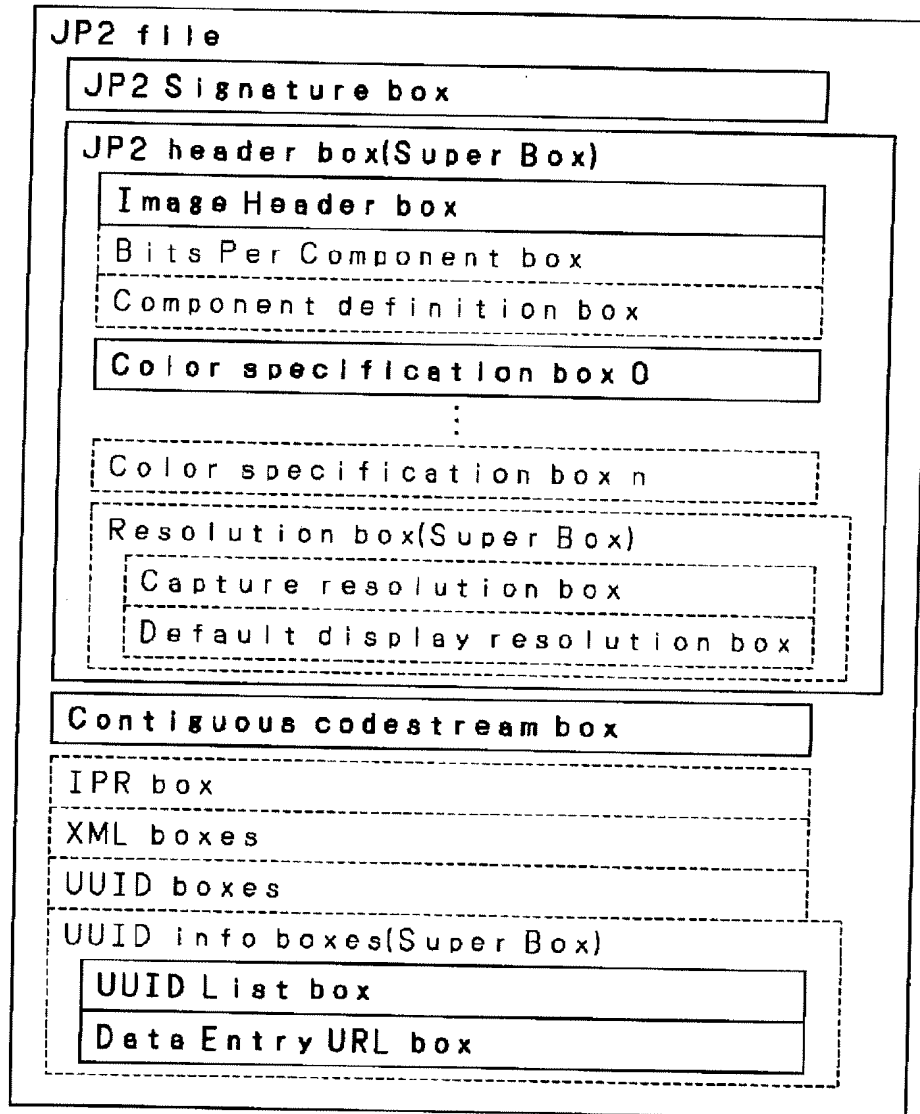 JP2 file
JP2 Signature box
JP2 header box(Super Box)
Image Header box
Bits Per Component box
Component definition box
Color specification box 0
⋮
Color specification box n
Resolution box(Super Box)
Capture resolution box
Default display resolution box
Contiguous codestream box
IPR box
XML boxes
UUID boxes
UUID info boxes(Super Box)
UUID List box
Data Entry URL box